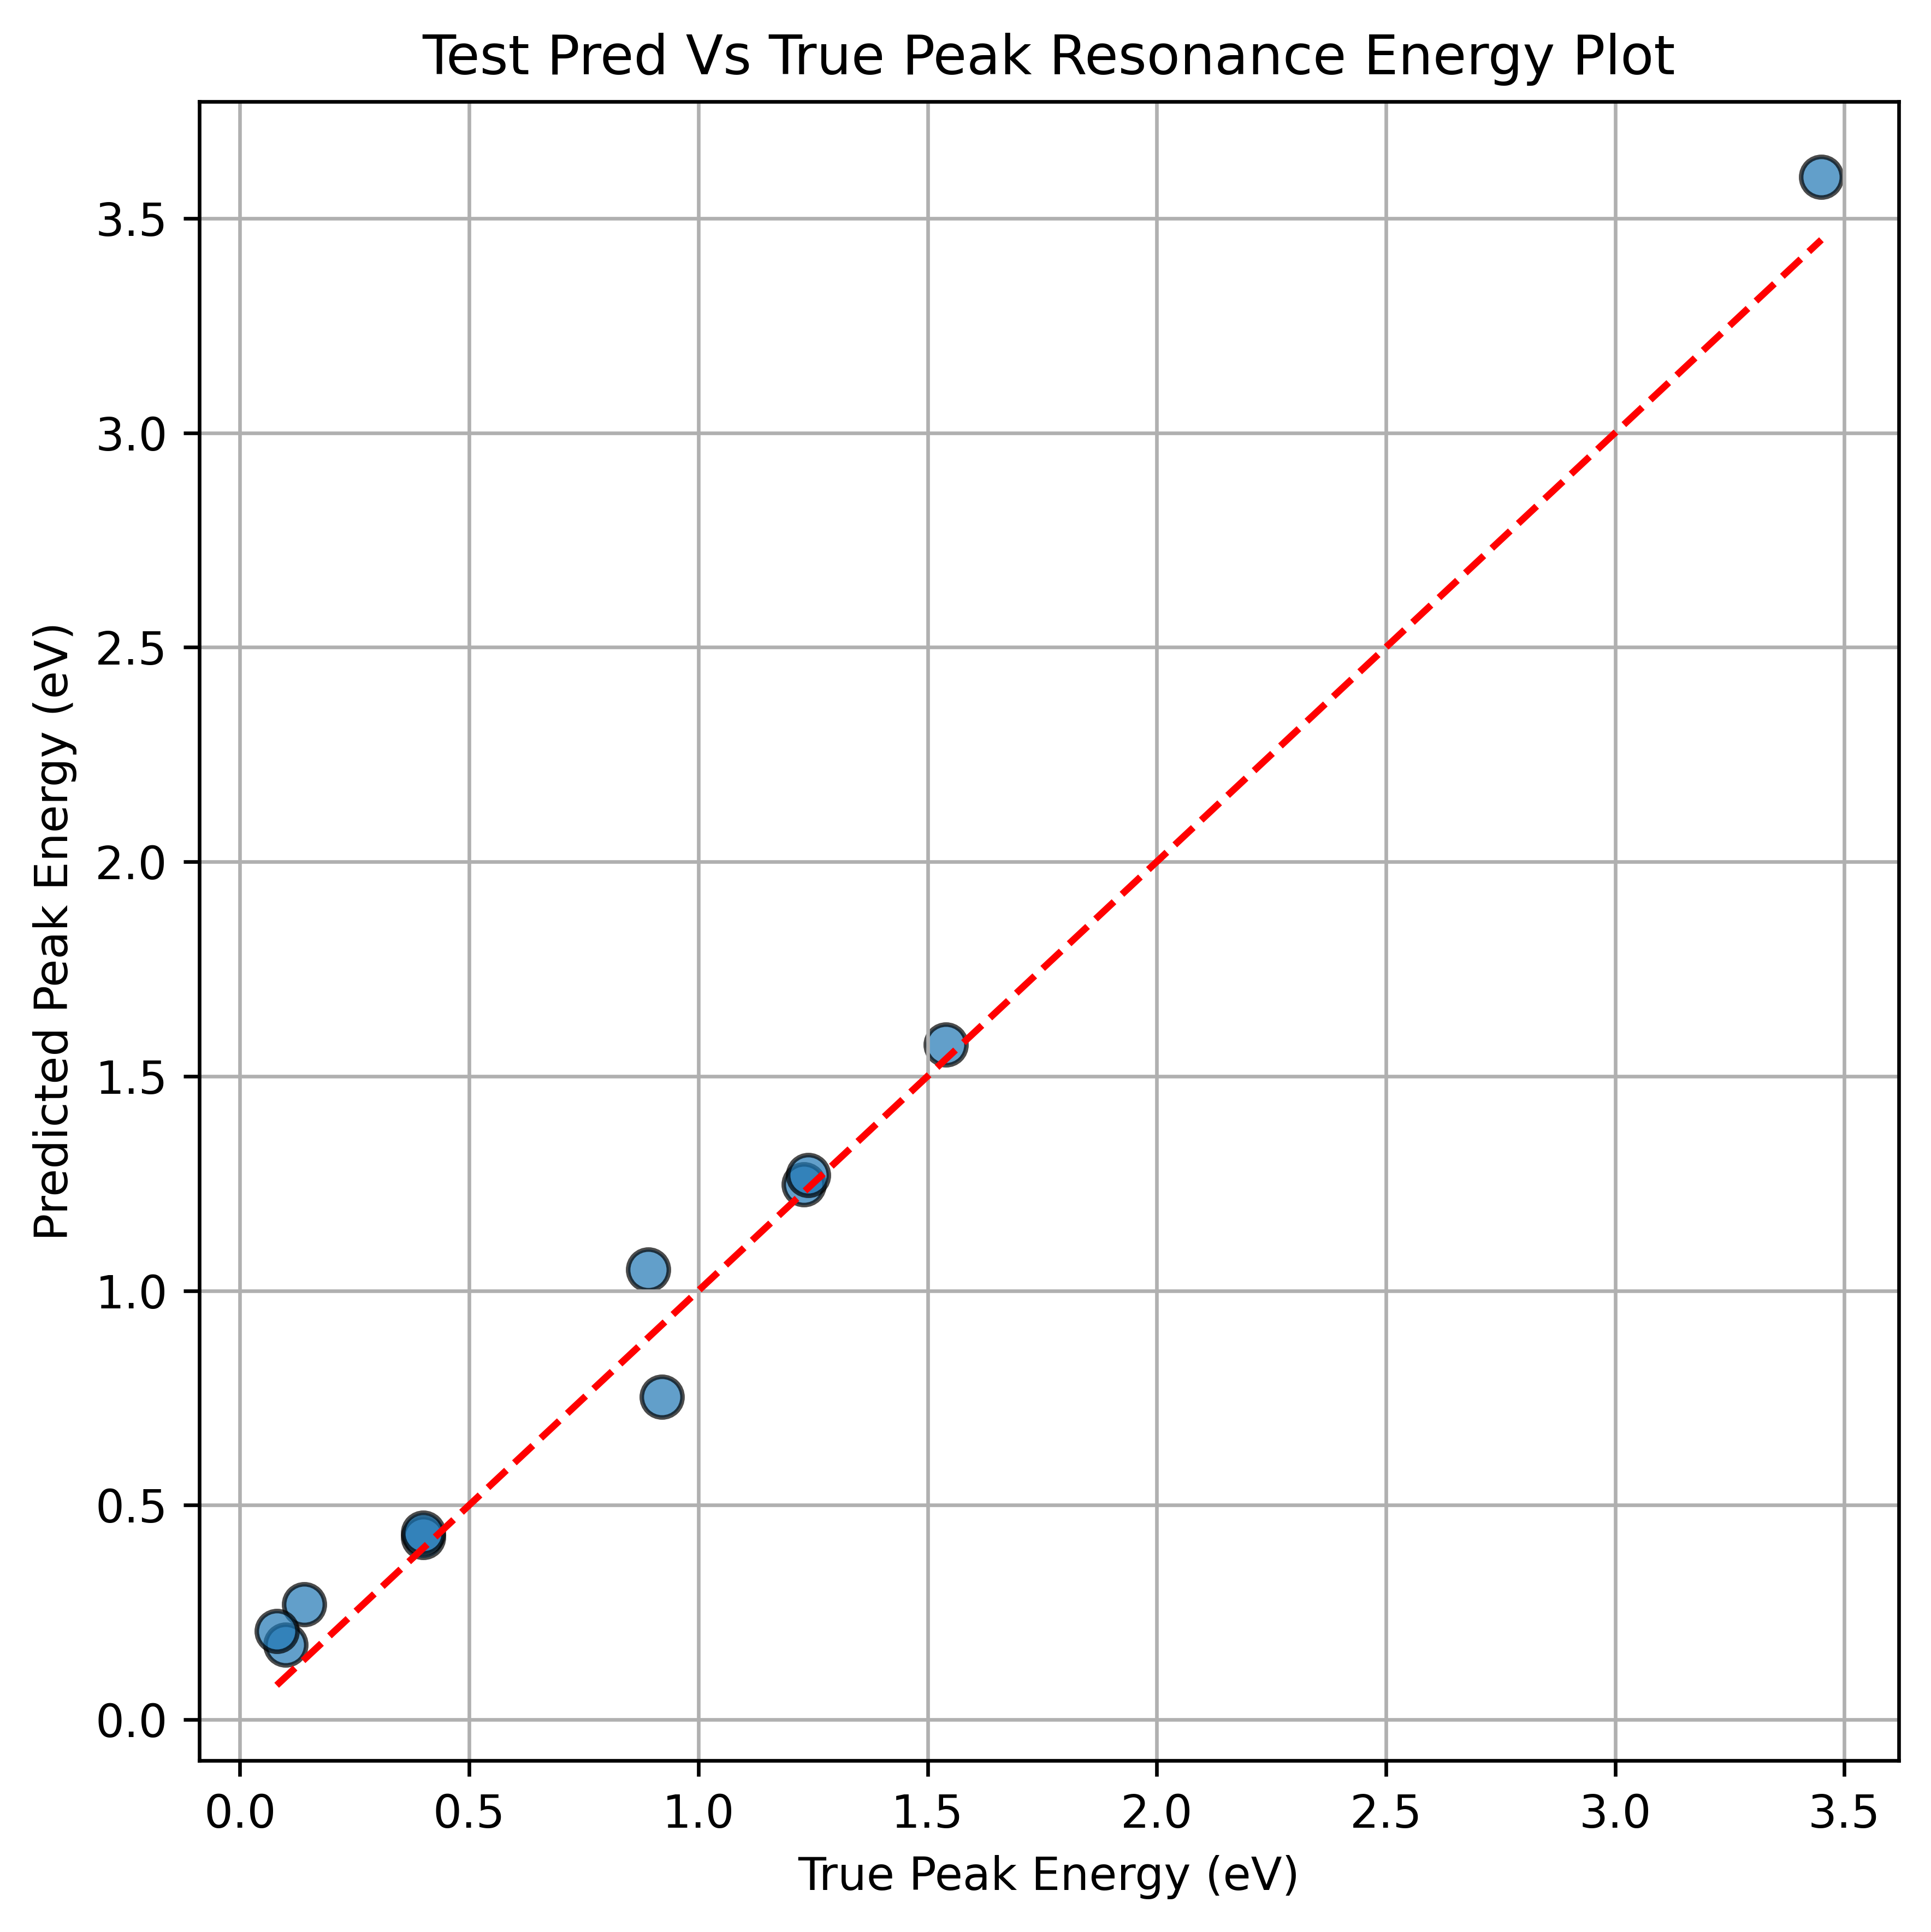 Test Pred Vs True Peak Resonance Energy Plot
Predicted Peak Energy (eV)
3.5
3.0
2.5
2.0
1.5
1.0
0.5
0.0
0.0 0.5 1.0 1.5 2.0 2.5 3.0 3.5
True Peak Energy (eV)